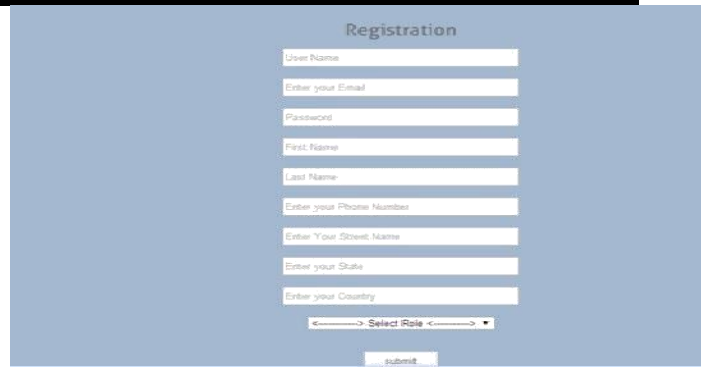 Registration
User Name
Enter your Email
Password
First Name
Last Name
Enter your Phone Number
Enter Your Street Name
Enter your State
Enter your Country
<-----------> Select Role <----------->
submit